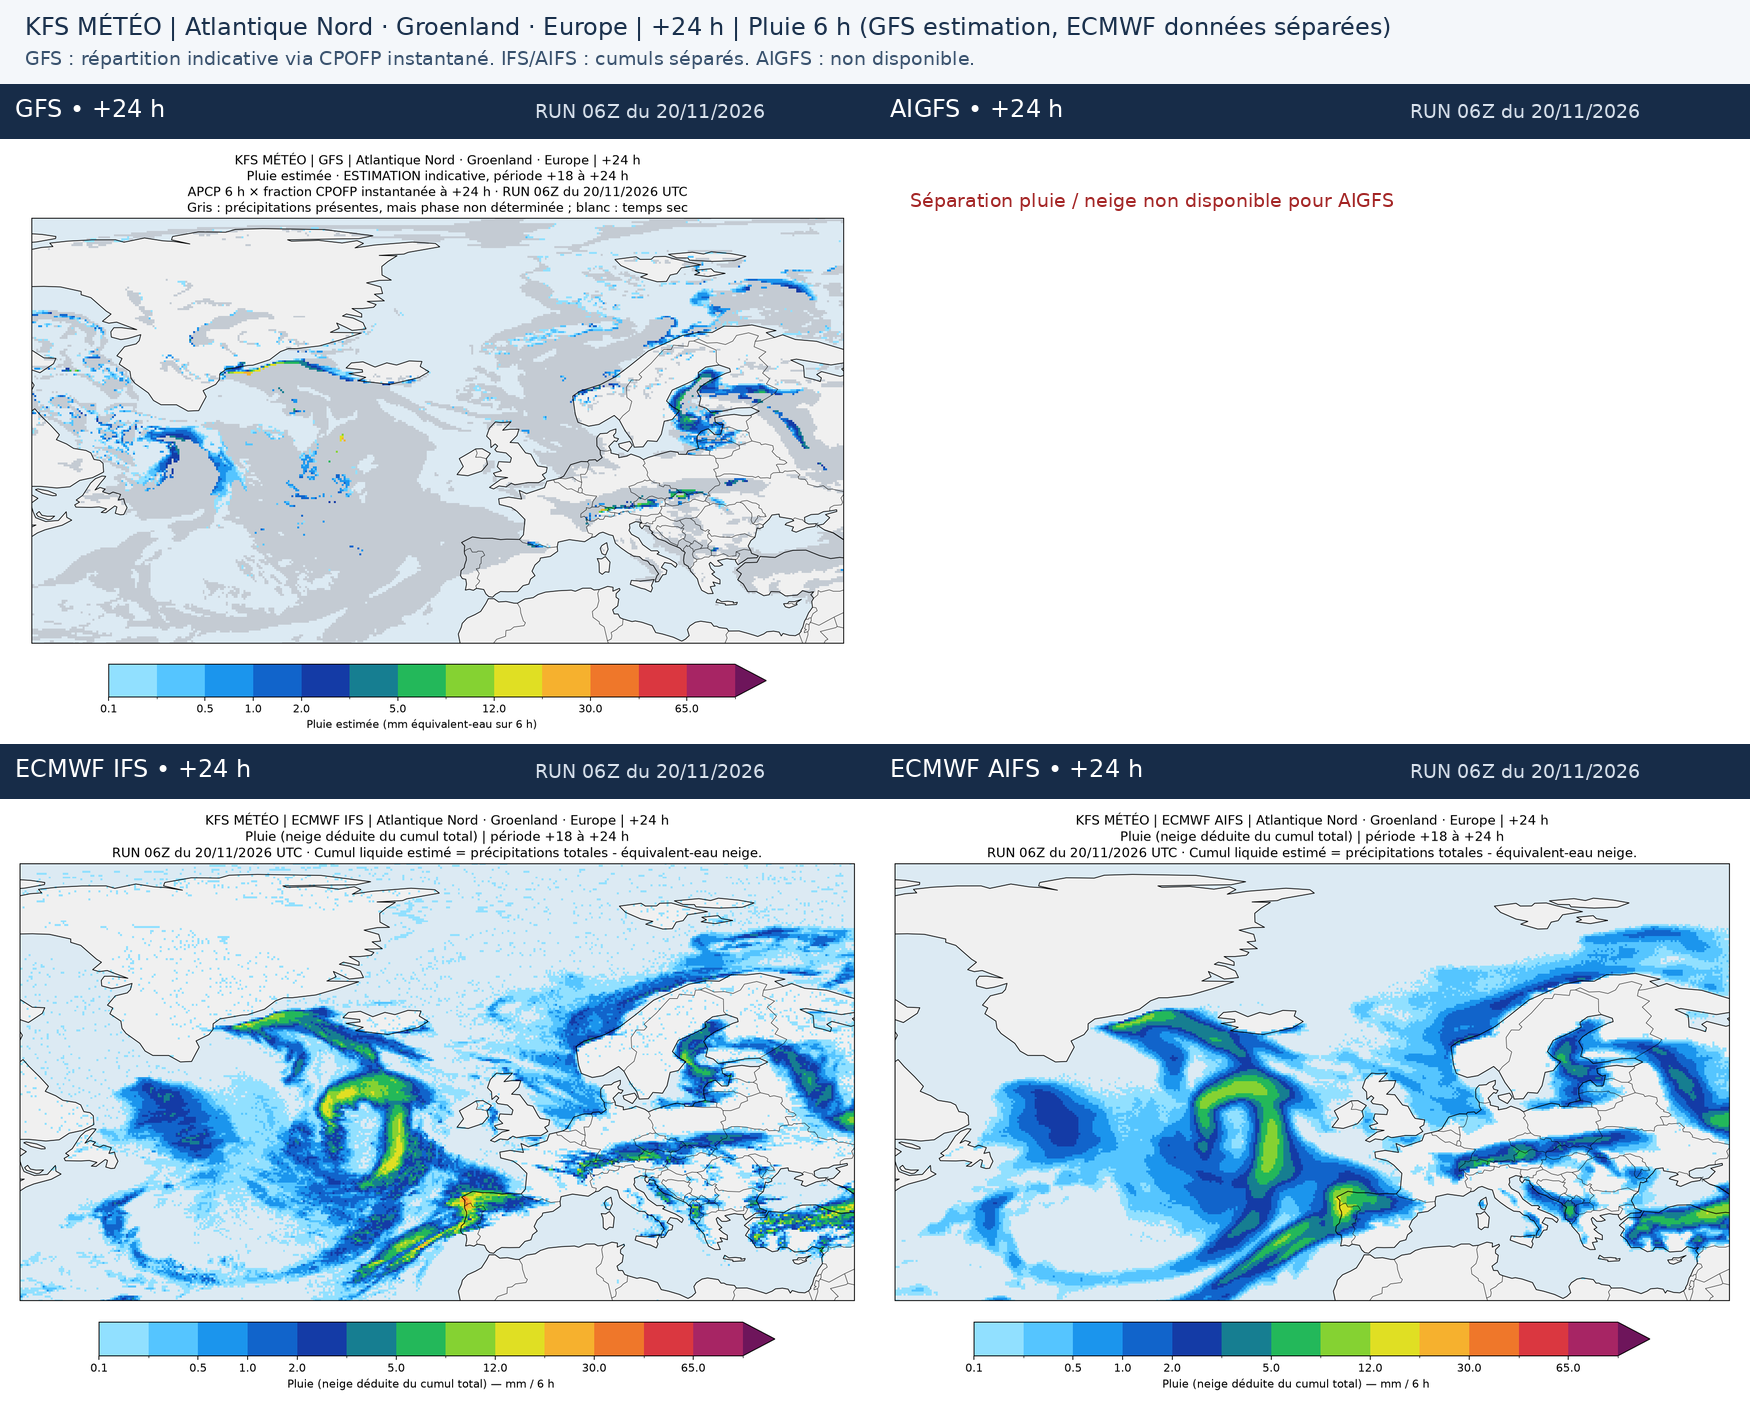 KFS MÉTÉO | Atlantique Nord · Groenland · Europe | +24 h | Pluie 6 h (GFS estimation, ECMWF données séparées)
GFS : répartition indicative via CPOFP instantané. IFS/AIFS : cumuls séparés. AIGFS : non disponible.
GFS • +24 h
RUN 06Z du 20/11/2026
AIGFS • +24 h
RUN 06Z du 20/11/2026
KFS MÉTÉO | GFS | Atlantique Nord · Groenland · Europe | +24 h
Pluie estimée · ESTIMATION indicative, période +18 à +24 h
APCP 6 h × fraction CPOFP instantanée à +24 h · RUN 06Z du 20/11/2026 UTC
Gris : précipitations présentes, mais phase non déterminée ; blanc : temps sec
0.1 0.5 1.0 2.0 5.0 12.0 30.0 65.0
Pluie estimée (mm équivalent-eau sur 6 h)
Séparation pluie / neige non disponible pour AIGFS
ECMWF IFS • +24 h
RUN 06Z du 20/11/2026
ECMWF AIFS • +24 h
RUN 06Z du 20/11/2026
KFS MÉTÉO | ECMWF IFS | Atlantique Nord · Groenland · Europe | +24 h
Pluie (neige déduite du cumul total) | période +18 à +24 h
RUN 06Z du 20/11/2026 UTC · Cumul liquide estimé = précipitations totales - équivalent-eau neige.
0.1 0.5 1.0 2.0 5.0 12.0 30.0 65.0
Pluie (neige déduite du cumul total) — mm / 6 h
KFS MÉTÉO | ECMWF AIFS | Atlantique Nord · Groenland · Europe | +24 h
Pluie (neige déduite du cumul total) | période +18 à +24 h
RUN 06Z du 20/11/2026 UTC · Cumul liquide estimé = précipitations totales - équivalent-eau neige.
0.1 0.5 1.0 2.0 5.0 12.0 30.0 65.0
Pluie (neige déduite du cumul total) — mm / 6 h